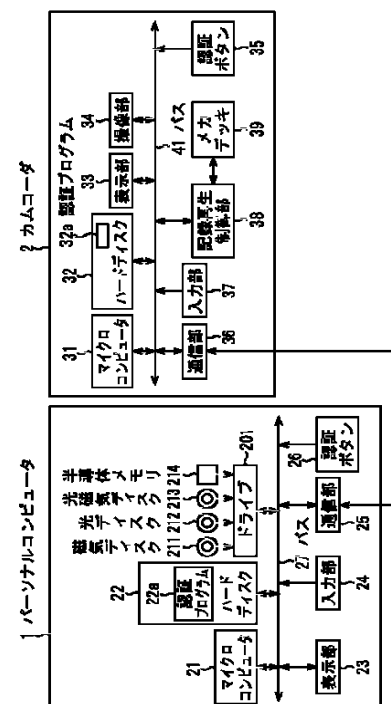 1 パーソナルコンピュータ
21
マイクロ
コンピュータ
22
22a
認証
プログラム
ハード
ディスク
磁気ディスク
光ディスク
光磁気ディスク
半導体メモリ
211
212
213
214
ドライブ
201
27
バス
表示部
23
入力部
24
通信部
25
26
認証
ボタン
2 カムコーダ
31
マイクロ
コンピュータ
32
32a
認証プログラム
ハードディスク
33
表示部
34
撮像部
41
バス
通信部
36
入力部
37
記録再生
制御部
38
メカ
デッキ
39
認証
ボタン
35